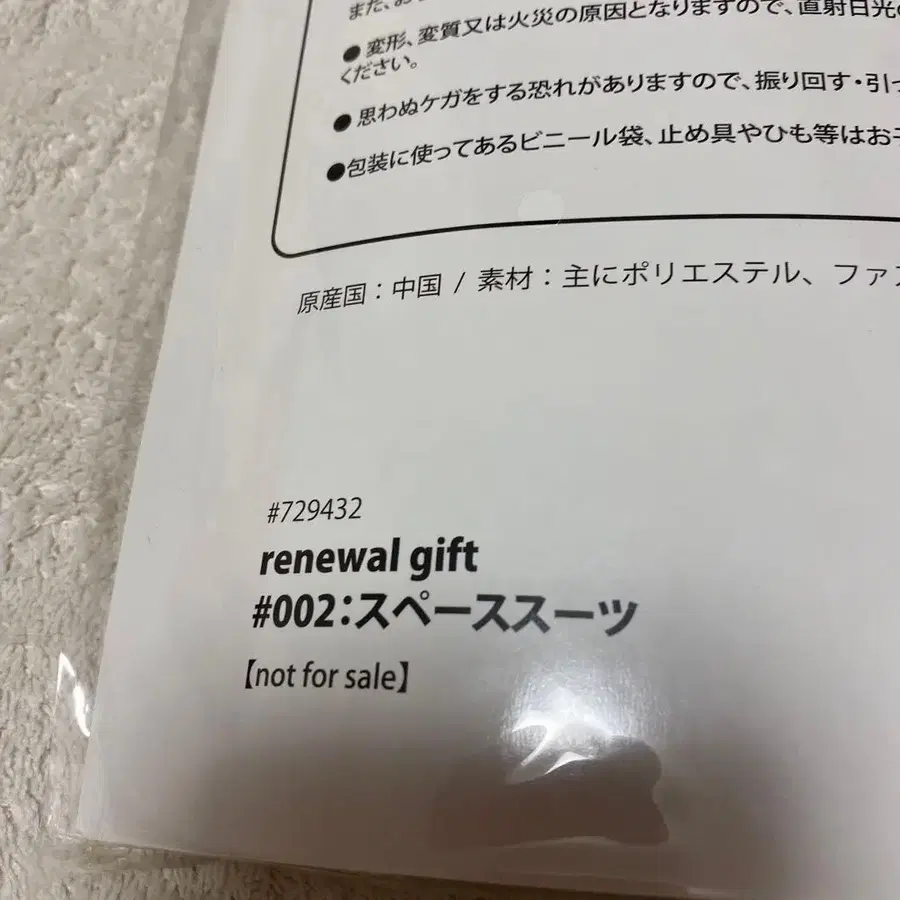 また、お
● 変形、変質又は火災の原因となりますので、直射日光の
ください。
● 思わぬケガをする恐れがありますので、振り回す・引っ
●包装に使ってあるビニール袋、止め具やひも等はお子
原産国：中国 / 素材：主にポリエステル、ファス
#729432
renewal gift
#002：スペーススーツ
【not for sale】